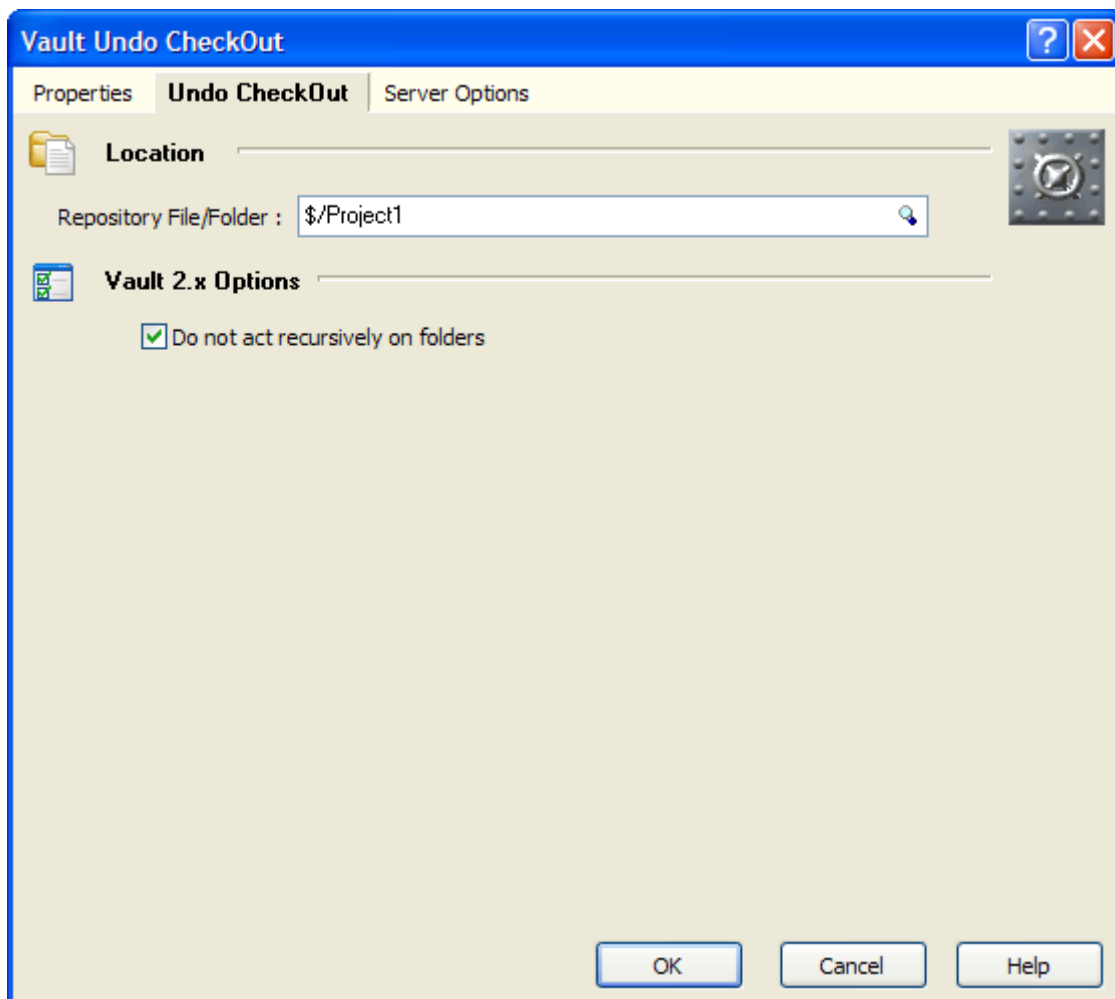 Vault Undo CheckOut
Properties Undo CheckOut Server Options
Location
Repository File/Folder : $/Project1
Vault 2.x Options
Do not act recursively on folders
OK Cancel Help